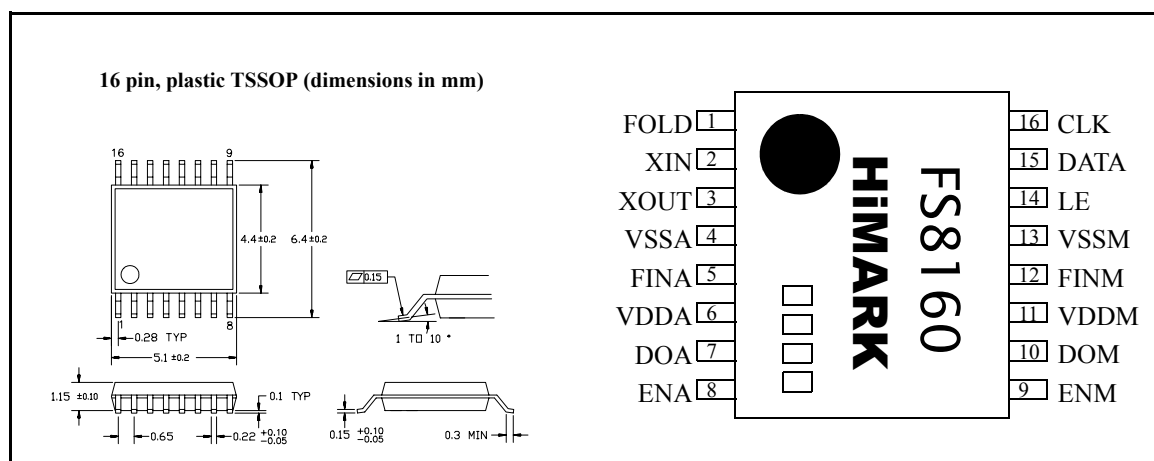 16 pin, plastic TSSOP (dimensions in mm)
16 9
4.4 ±0.2
6.4 ±0.2
1 8
0.28 TYP
5.1 ±0.2
0.15
1 TO 10 °
1.15 ±0.10
0.1 TYP
0.65
0.22 +0.10 -0.05
0.15 +0.10 -0.05
0.3 MIN
FOLD 1
XIN 2
XOUT 3
VSSA 4
FINA 5
VDDA 6
DOA 7
ENA 8
HiMARK
FS8160
16 CLK
15 DATA
14 LE
13 VSSM
12 FINM
11 VDDM
10 DOM
9 ENM